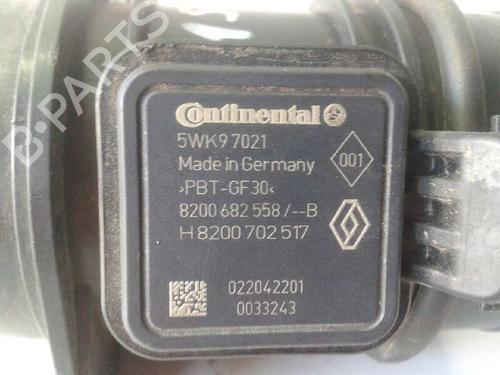 B-PARTS
Continental
5WK9 7021
Made in Germany
001
>PBT-GF30<
8200 682 558 /--B
H 8200 702 517
022042201
0033243